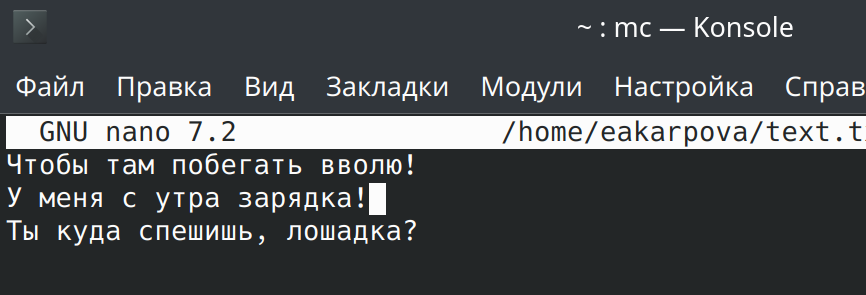 ~ : mc — Konsole
Файл Правка Вид Закладки Модули Настройка
GNU nano 7.2 /home/eakarpova/text.t
Чтобы там побегать вволю!
У меня с утра зарядка!
Ты куда спешишь, лошадка?